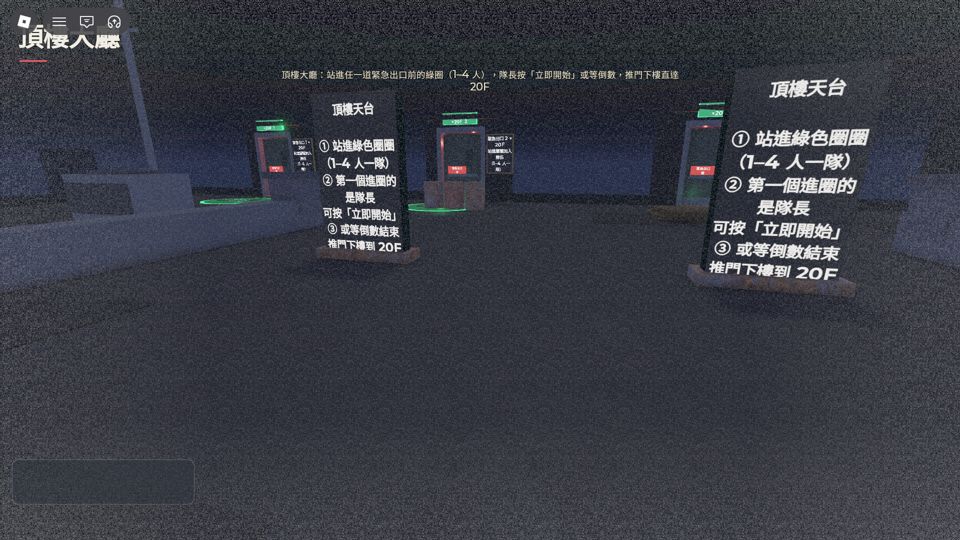 頂樓大廳
頂樓大廳：站進任一道緊急出口前的綠圈（1–4 人），隊長按「立即開始」或等倒數，推門下樓直達
20F
頂樓天台
① 站進綠色圈圈
（1–4 人一隊）
② 第一個進圈的
是隊長
可按「立即開始」
③ 或等倒數結束
推門下樓到 20F
頂樓天台
① 站進綠色圈圈
（1–4 人一隊）
② 第一個進圈的
是隊長
可按「立即開始」
③ 或等倒數結束
推門下樓到 20F